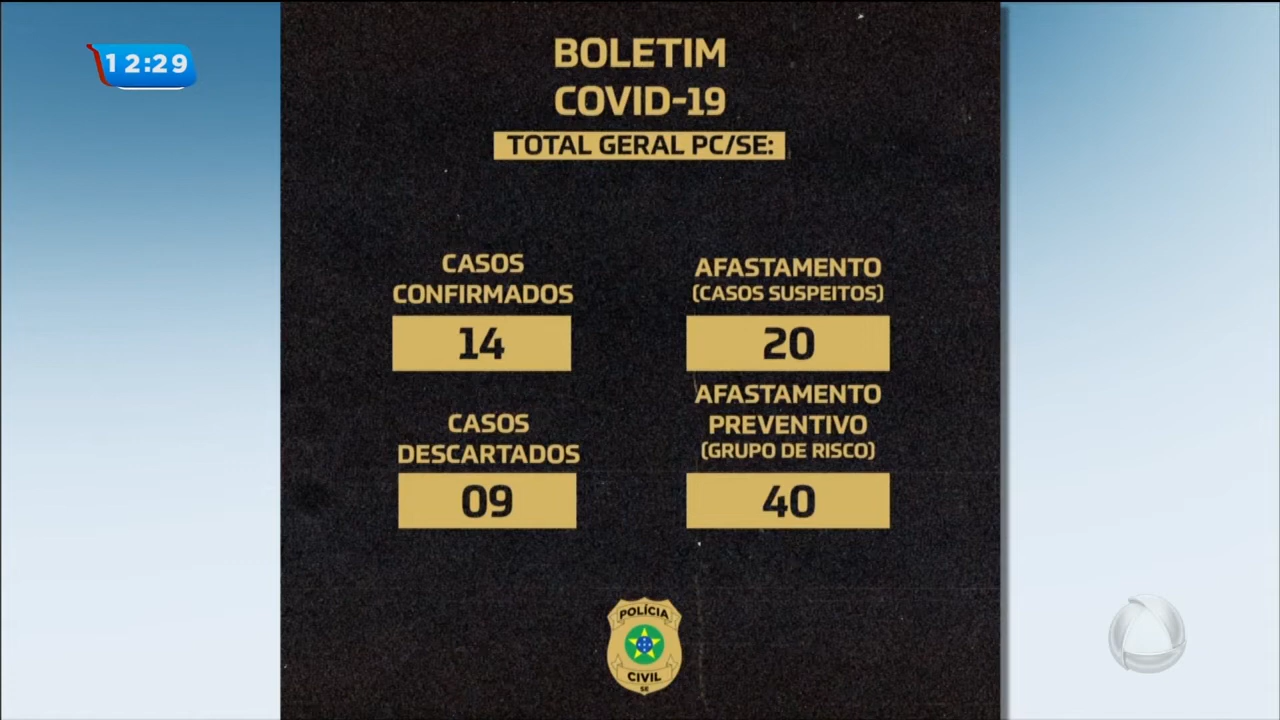 12:29
BOLETIM
COVID-19
TOTAL GERAL PC/SE:
CASOS
CONFIRMADOS
14
AFASTAMENTO
(CASOS SUSPEITOS)
20
CASOS
DESCARTADOS
09
AFASTAMENTO
PREVENTIVO
(GRUPO DE RISCO)
40
POLÍCIA
CIVIL
SE